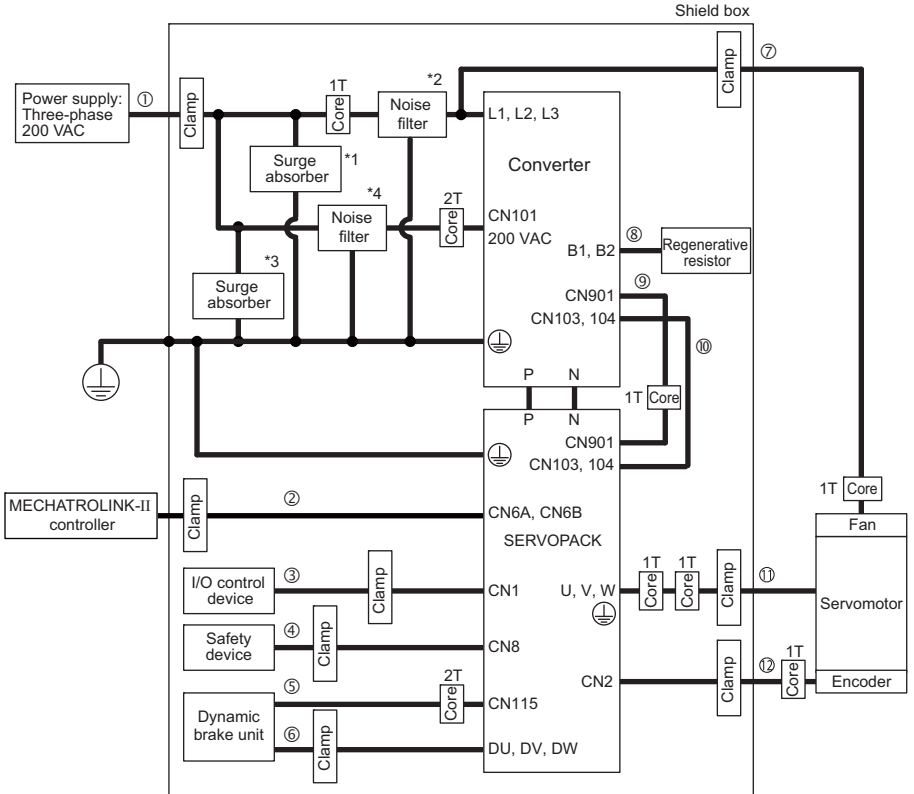 Shield box
⑦
Clamp
*2
1T
Core
Noise
filter
Power supply:
Three-phase
200 VAC
①
Clamp
L1, L2, L3
Converter
Surge
absorber
*1
*4
Noise
filter
2T
Core
CN101
200 VAC
*3
Surge
absorber
B1, B2
⑧
Regenerative
resistor
⑨
CN901
CN103, 104
⑩
P
N
1T
Core
P
N
CN901
CN103, 104
MECHATROLINK-II
controller
Clamp
②
CN6A, CN6B
SERVOPACK
1T
Core
Fan
Servomotor
Encoder
I/O control
device
③
Clamp
CN1
U, V, W
1T
Core
1T
Core
Clamp
⑪
Safety
device
④
Clamp
CN8
CN2
Clamp
⑫
1T
Core
Dynamic
brake unit
⑤
2T
Core
CN115
⑥
Clamp
DU, DV, DW